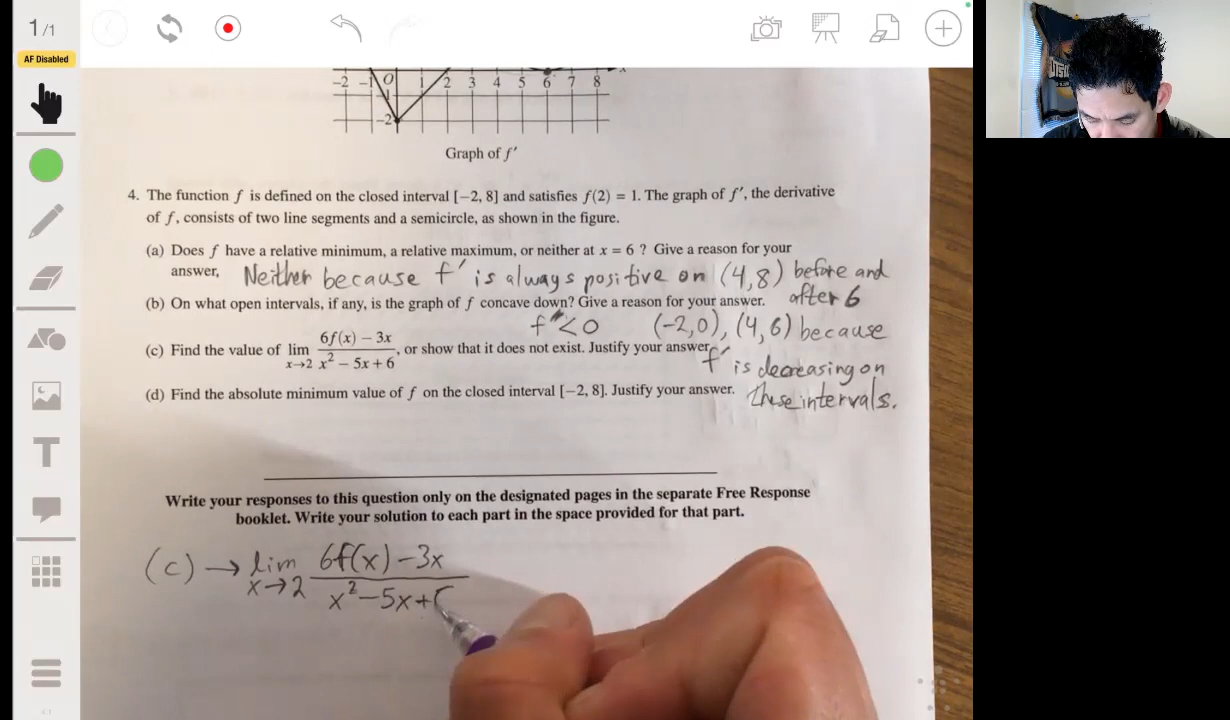 1/1
AF Disabled
-2 -1 0 1 2 3 4 5 6 7 8
-1
-2
Graph of f′
4. The function f is defined on the closed interval [−2, 8] and satisfies f(2) = 1. The graph of f′, the derivative
of f, consists of two line segments and a semicircle, as shown in the figure.
(a) Does f have a relative minimum, a relative maximum, or neither at x = 6 ? Give a reason for your
answer. Neither because f′ is always positive on (4,8) before and
after 6
(b) On what open intervals, if any, is the graph of f concave down? Give a reason for your answer.
f″<0 (-2,0), (4,6) because
f′ is decreasing on
these intervals.
(c) Find the value of lim x→2 (6f(x) − 3x)/(x² − 5x + 6), or show that it does not exist. Justify your answer.
(d) Find the absolute minimum value of f on the closed interval [−2, 8]. Justify your answer.
Write your responses to this question only on the designated pages in the separate Free Response
booklet. Write your solution to each part in the space provided for that part.
(c) → lim x→2 (6f(x) −3x)/(x²−5x+
T